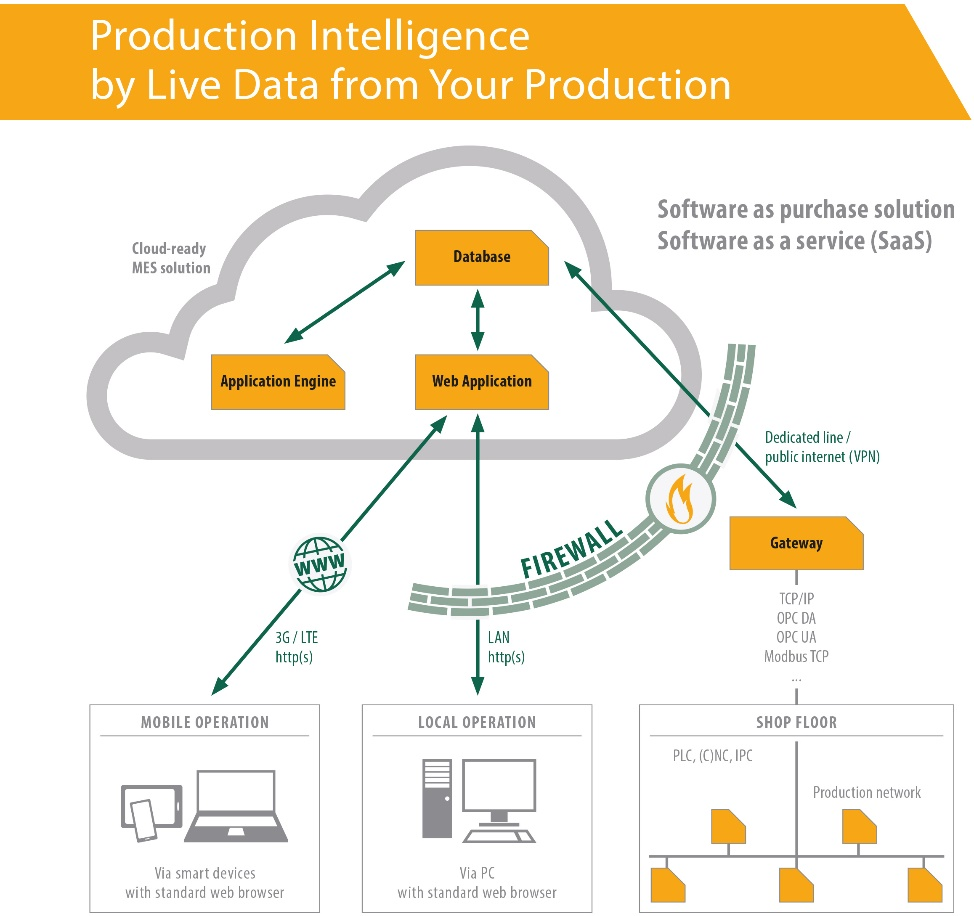 Production Intelligence
by Live Data from Your Production
Software as purchase solution
Software as a service (SaaS)
Cloud-ready
MES solution
Database
Application Engine
Web Application
Dedicated line /
public internet (VPN)
FIREWALL
Gateway
www
TCP/IP
OPC DA
OPC UA
Modbus TCP
...
3G / LTE
http(s)
LAN
http(s)
MOBILE OPERATION
Via smart devices
with standard web browser
LOCAL OPERATION
Via PC
with standard web browser
SHOP FLOOR
PLC, (C)NC, IPC
Production network